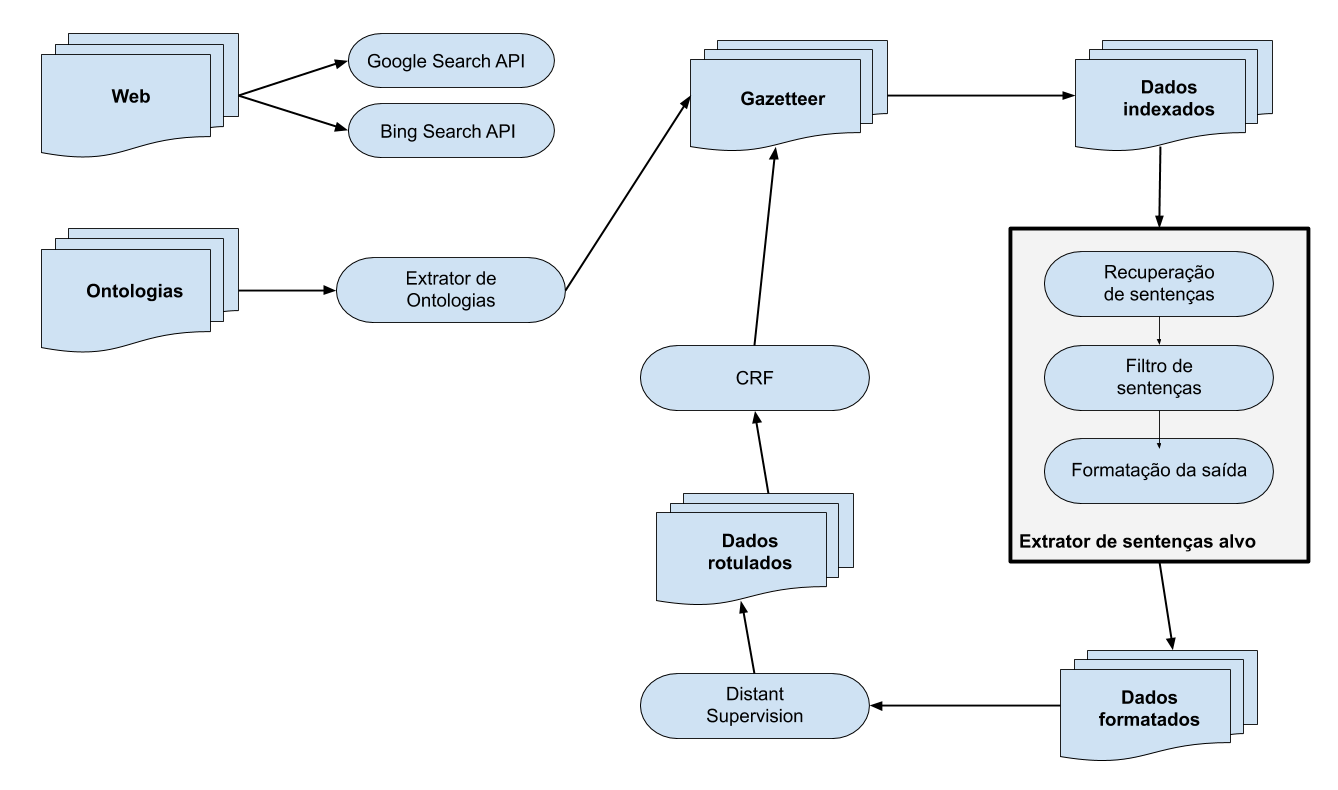 Web
Google Search API
Bing Search API
Gazetteer
Dados
indexados
Ontologias
Extrator de
Ontologias
Recuperação
de sentenças
Filtro de
sentenças
Formatação da saída
Extrator de sentenças alvo
CRF
Dados
rotulados
Distant
Supervision
Dados
formatados